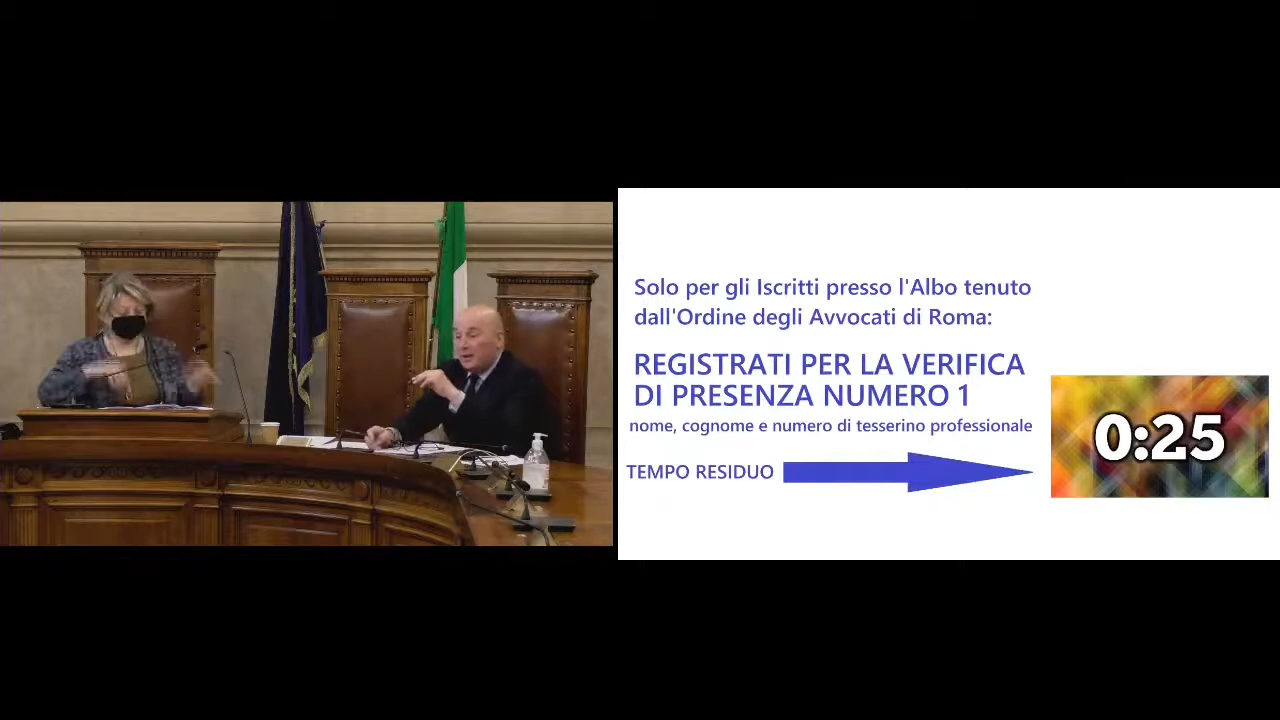 Solo per gli Iscritti presso l'Albo tenuto
dall'Ordine degli Avvocati di Roma:
REGISTRATI PER LA VERIFICA
DI PRESENZA NUMERO 1
nome, cognome e numero di tesserino professionale
TEMPO RESIDUO
0:25